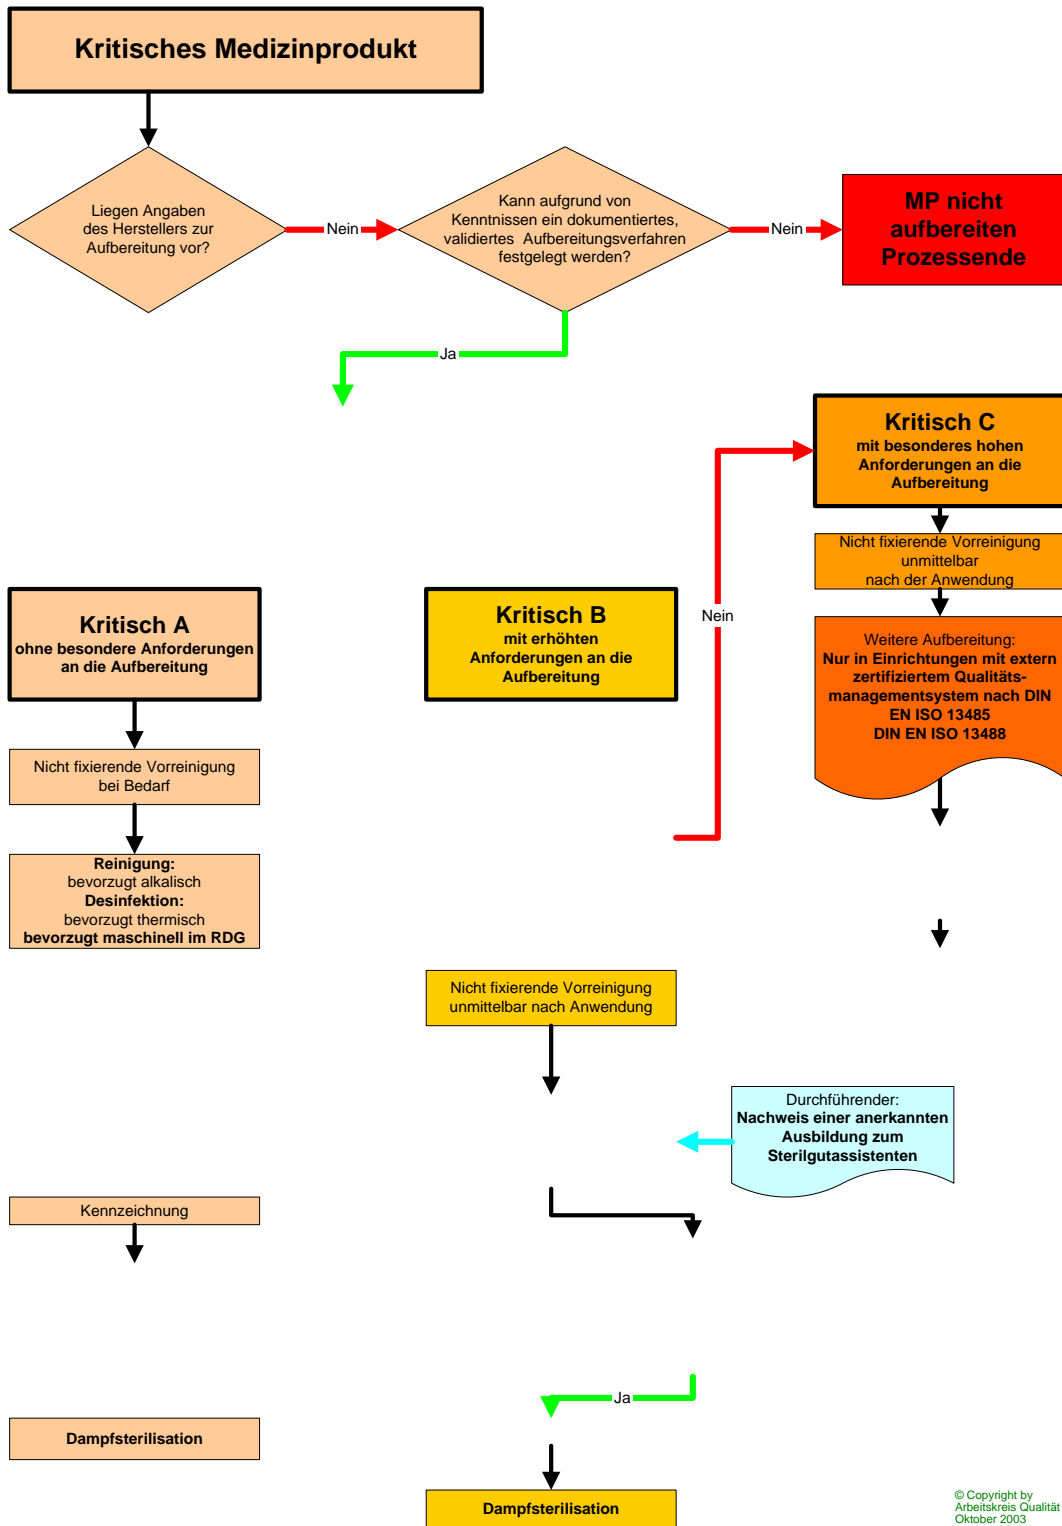 Kritisches Medizinprodukt
Liegen Angaben
des Herstellers zur
Aufbereitung vor?
Nein
Kann aufgrund von
Kenntnissen ein dokumentiertes,
validiertes Aufbereitungsverfahren
festgelegt werden?
Nein
MP nicht
aufbereiten
Prozessende
Ja
Kritisch C
mit besonderes hohen
Anforderungen an die
Aufbereitung
Nicht fixierende Vorreinigung
unmittelbar
nach der Anwendung
Kritisch A
ohne besondere Anforderungen
an die Aufbereitung
Kritisch B
mit erhöhten
Anforderungen an die
Aufbereitung
Nein
Weitere Aufbereitung:
Nur in Einrichtungen mit extern
zertifiziertem Qualitäts-
managementsystem nach DIN
EN ISO 13485
DIN EN ISO 13488
Nicht fixierende Vorreinigung
bei Bedarf
Reinigung:
bevorzugt alkalisch
Desinfektion:
bevorzugt thermisch
bevorzugt maschinell im RDG
Nicht fixierende Vorreinigung
unmittelbar nach Anwendung
Durchführender:
Nachweis einer anerkannten
Ausbildung zum
Sterilgutassistenten
Kennzeichnung
Ja
Dampfsterilisation
Dampfsterilisation
© Copyright by
Arbeitskreis Qualität
Oktober 2003